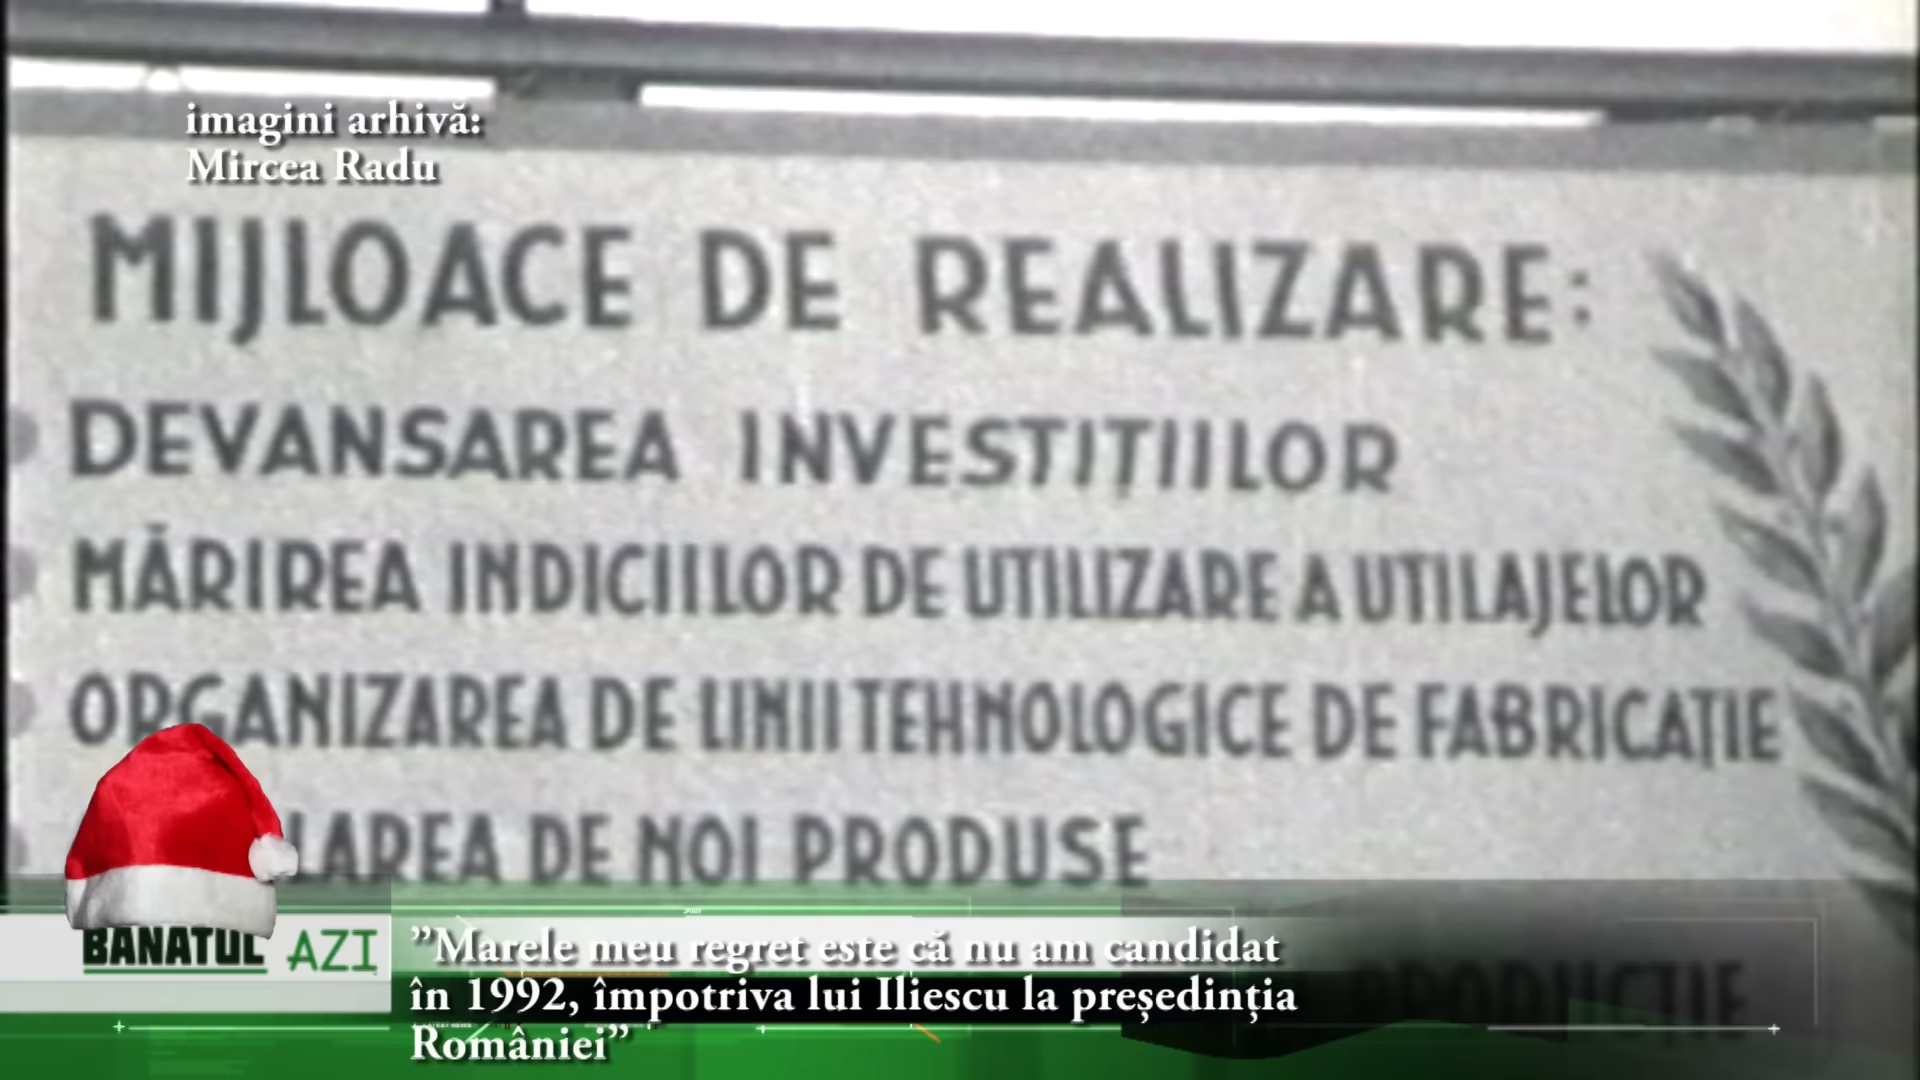 imagini arhivă:
Mircea Radu
MIJLOACE DE REALIZARE:
DEVANSAREA INVESTIȚIILOR
MĂRIREA INDICIILOR DE UTILIZARE A UTILAJELOR
ORGANIZAREA DE LINII TEHNOLOGICE DE FABRICAȚIE
DE NOI PRODUSE
PRODUCȚIE
BANATUL AZI
”Marele meu regret este că nu am candidat
în 1992, împotriva lui Iliescu la președinția
României”